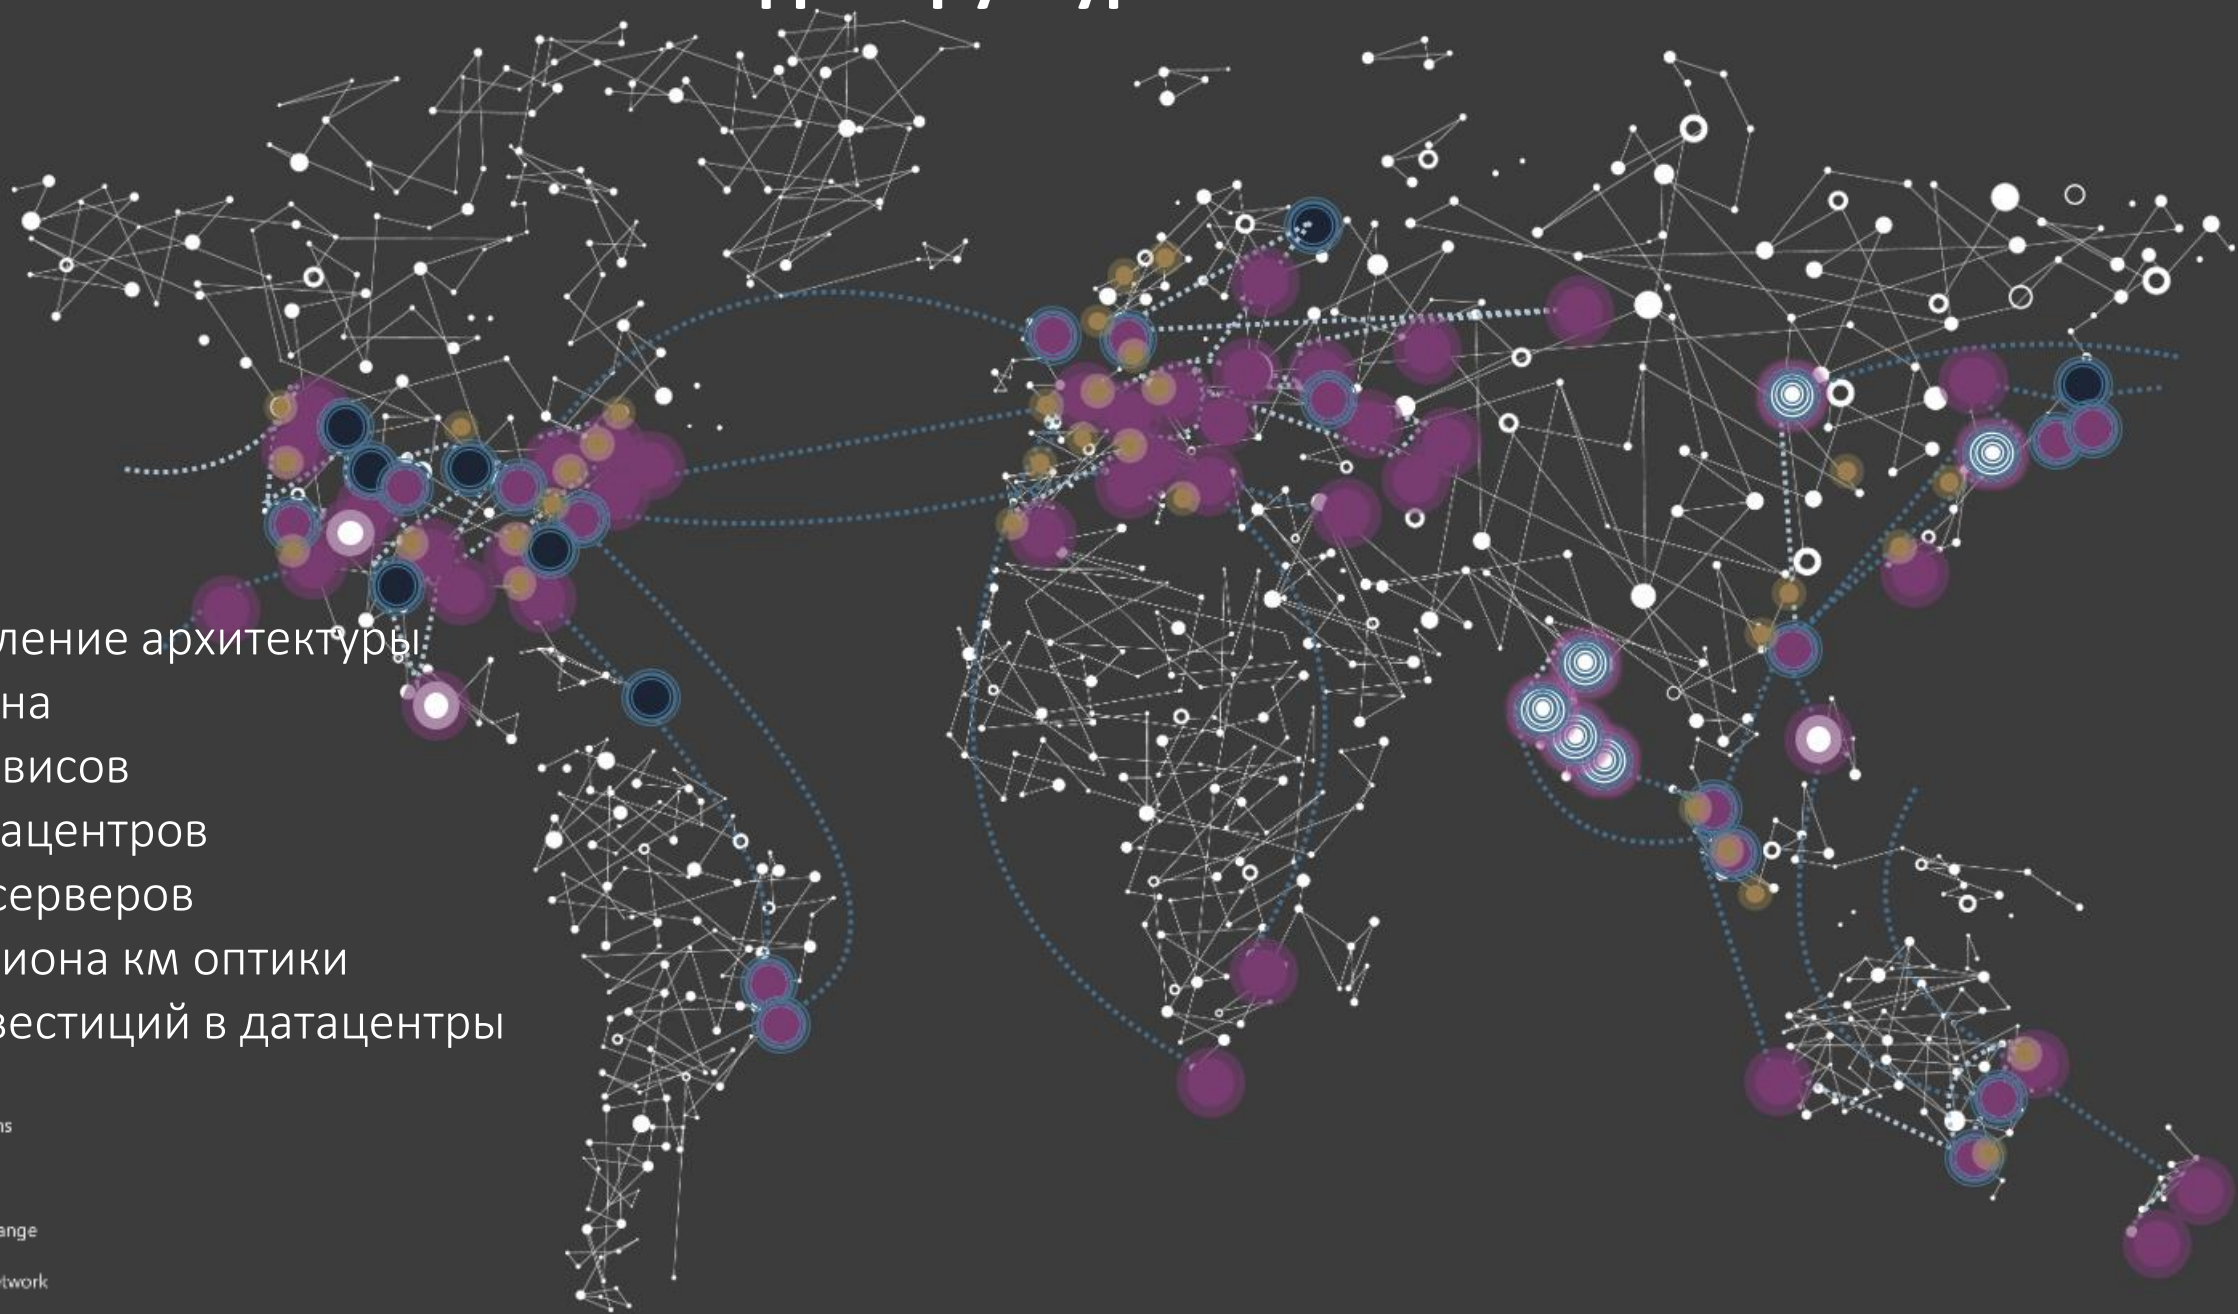 ление архитектуры
на
висов
ацентров
серверов
иона км оптики
вестиций в датацентры
ns
ange
twork